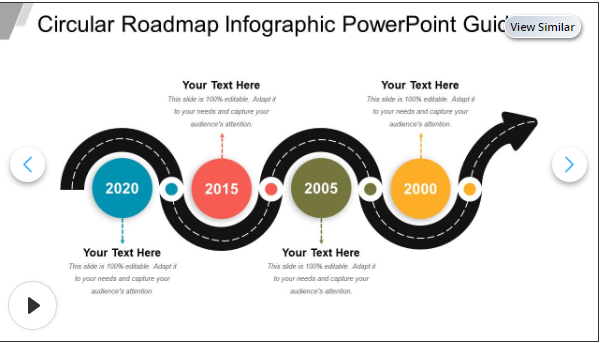 Circular Roadmap Infographic PowerPoint Guid
View Similar
Your Text Here
This slide is 100% editable. Adapt it
to your needs and capture your
audience's attention.
Your Text Here
This slide is 100% editable. Adapt it
to your needs and capture your
audience's attention.
2020
2015
2005
2000
Your Text Here
This slide is 100% editable. Adapt it
to your needs and capture your
audience's attention.
Your Text Here
This slide is 100% editable. Adapt it
to your needs and capture your
audience's attention.